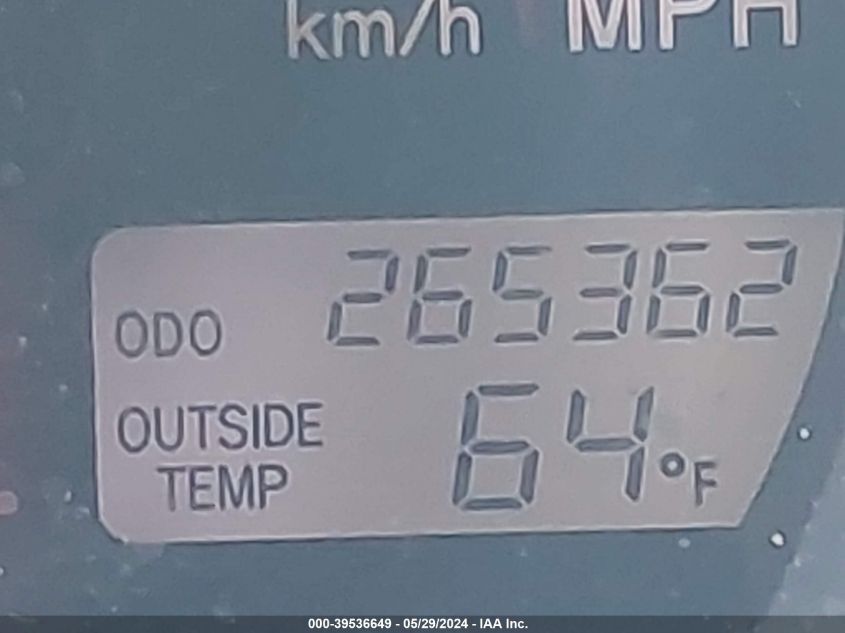 km/h MPH
ODO 265362
OUTSIDE
TEMP 64°F
000-39536649 - 05/29/2024 - IAA Inc.